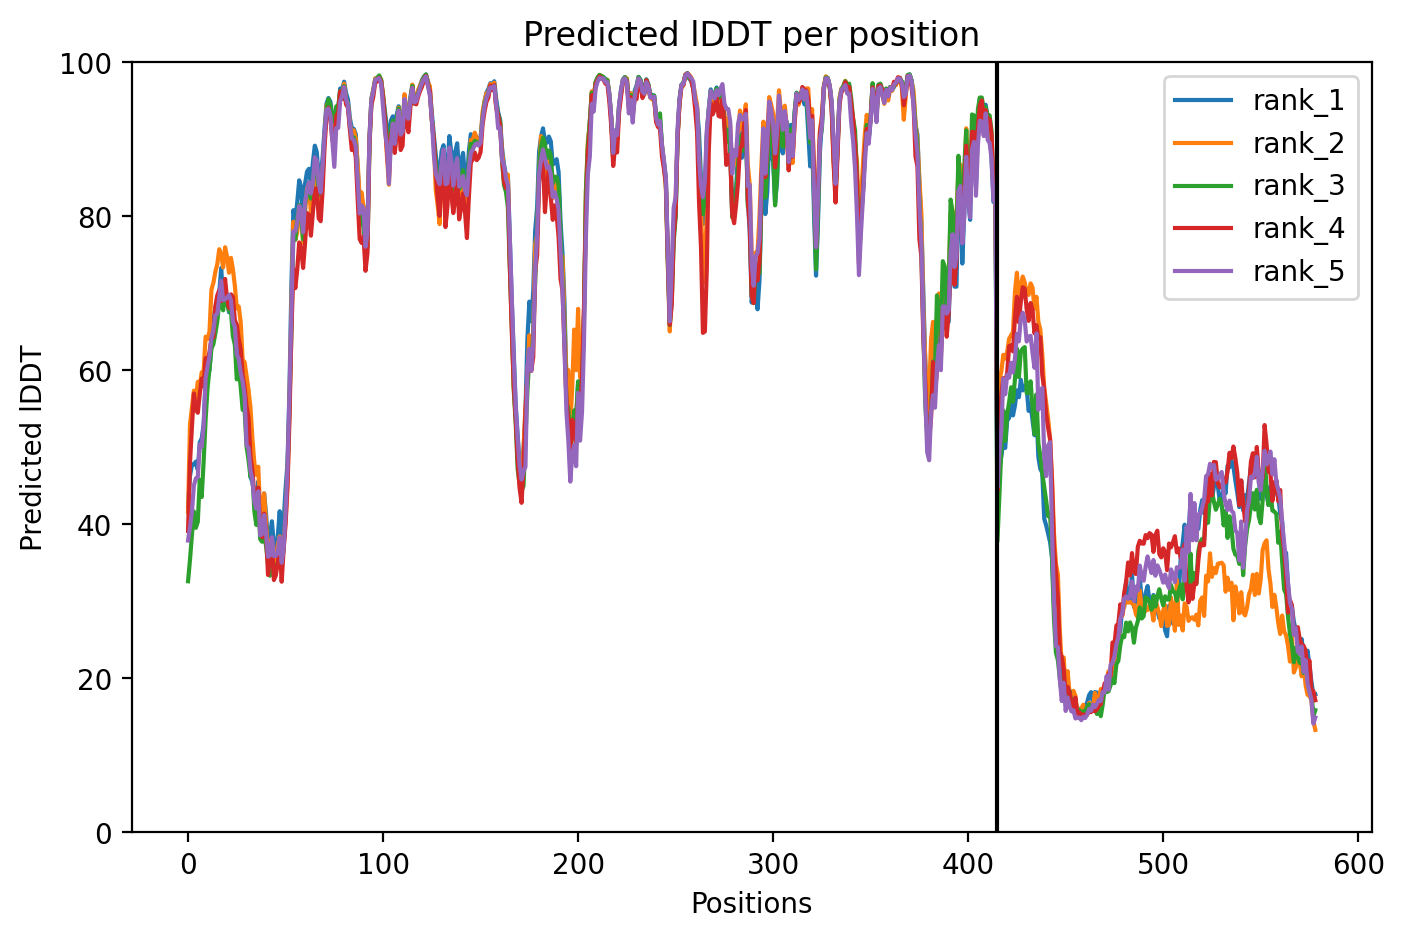 Predicted lDDT per position
100
80
60
40
20
0
Predicted lDDT
0 100 200 300 400 500 600
Positions
rank_1
rank_2
rank_3
rank_4
rank_5